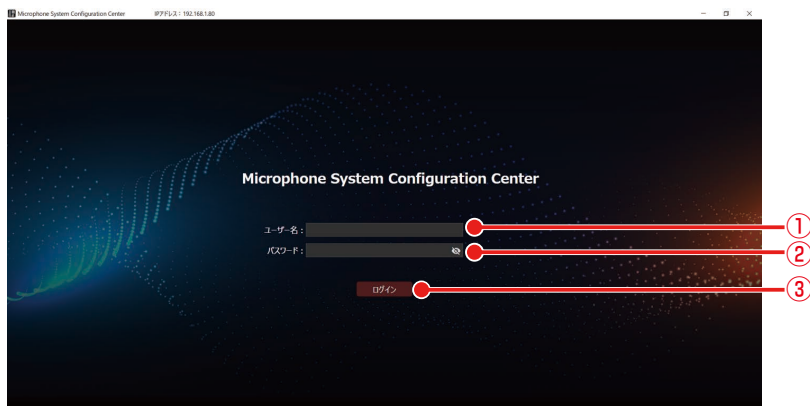 Microphone System Configuration Center IPアドレス：192.168.1.80
Microphone System Configuration Center
ユーザー名：
①
パスワード：
②
ログイン
③